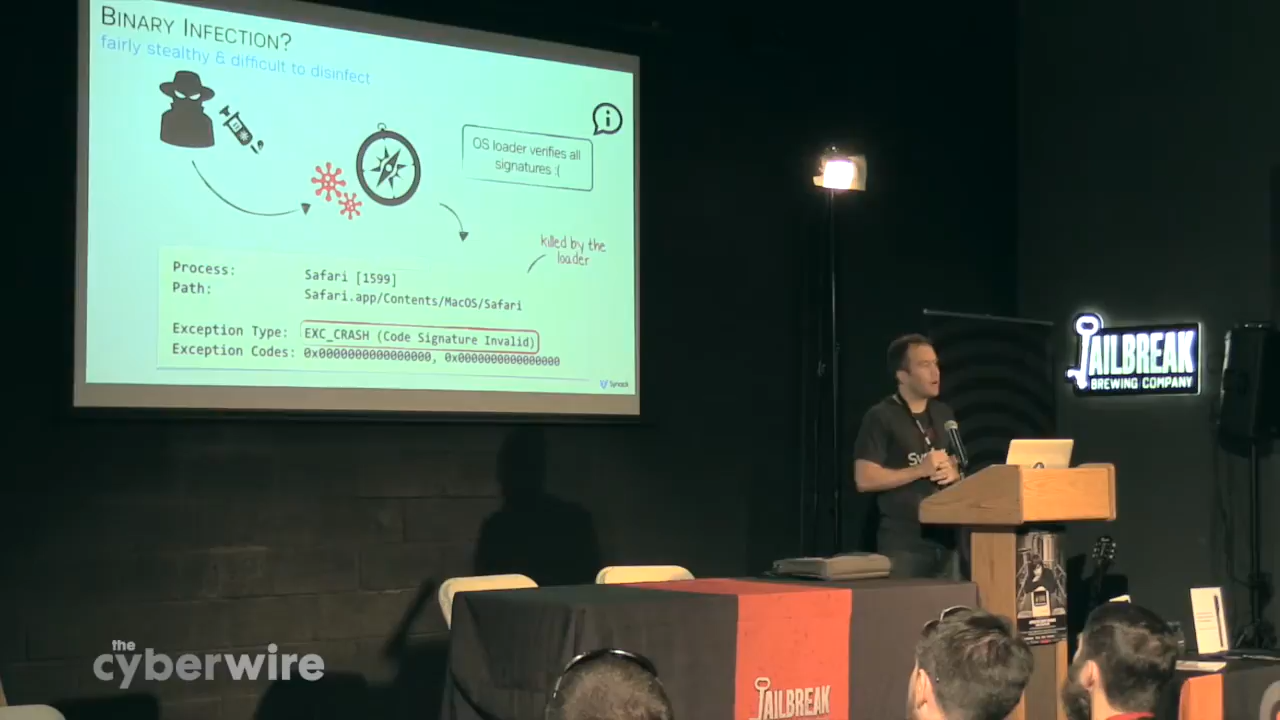 BINARY INFECTION?
fairly stealthy & difficult to disinfect
OS loader verifies all
signatures :(
killed by the
loader
Process: Safari [1599]
Path: Safari.app/Contents/MacOS/Safari
Exception Type: EXC_CRASH (Code Signature Invalid)
Exception Codes: 0x0000000000000000, 0x0000000000000000
Synack
JAILBREAK
BREWING COMPANY
the
cyberwire
JAILBREAK